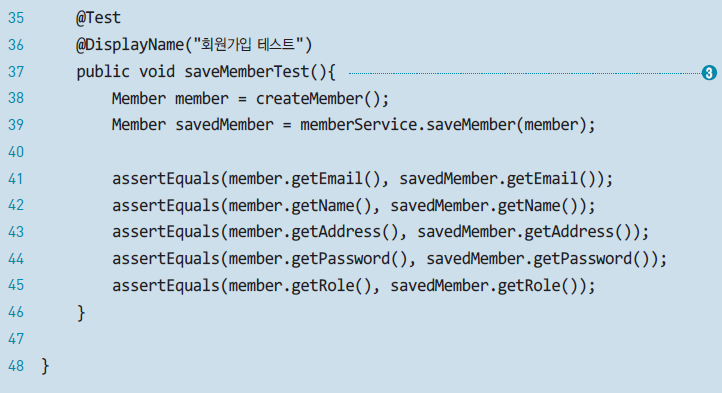 35 @Test
36 @DisplayName("회원가입 테스트")
37 public void saveMemberTest(){ ❸
38 Member member = createMember();
39 Member savedMember = memberService.saveMember(member);
40
41 assertEquals(member.getEmail(), savedMember.getEmail());
42 assertEquals(member.getName(), savedMember.getName());
43 assertEquals(member.getAddress(), savedMember.getAddress());
44 assertEquals(member.getPassword(), savedMember.getPassword());
45 assertEquals(member.getRole(), savedMember.getRole());
46 }
47
48 }